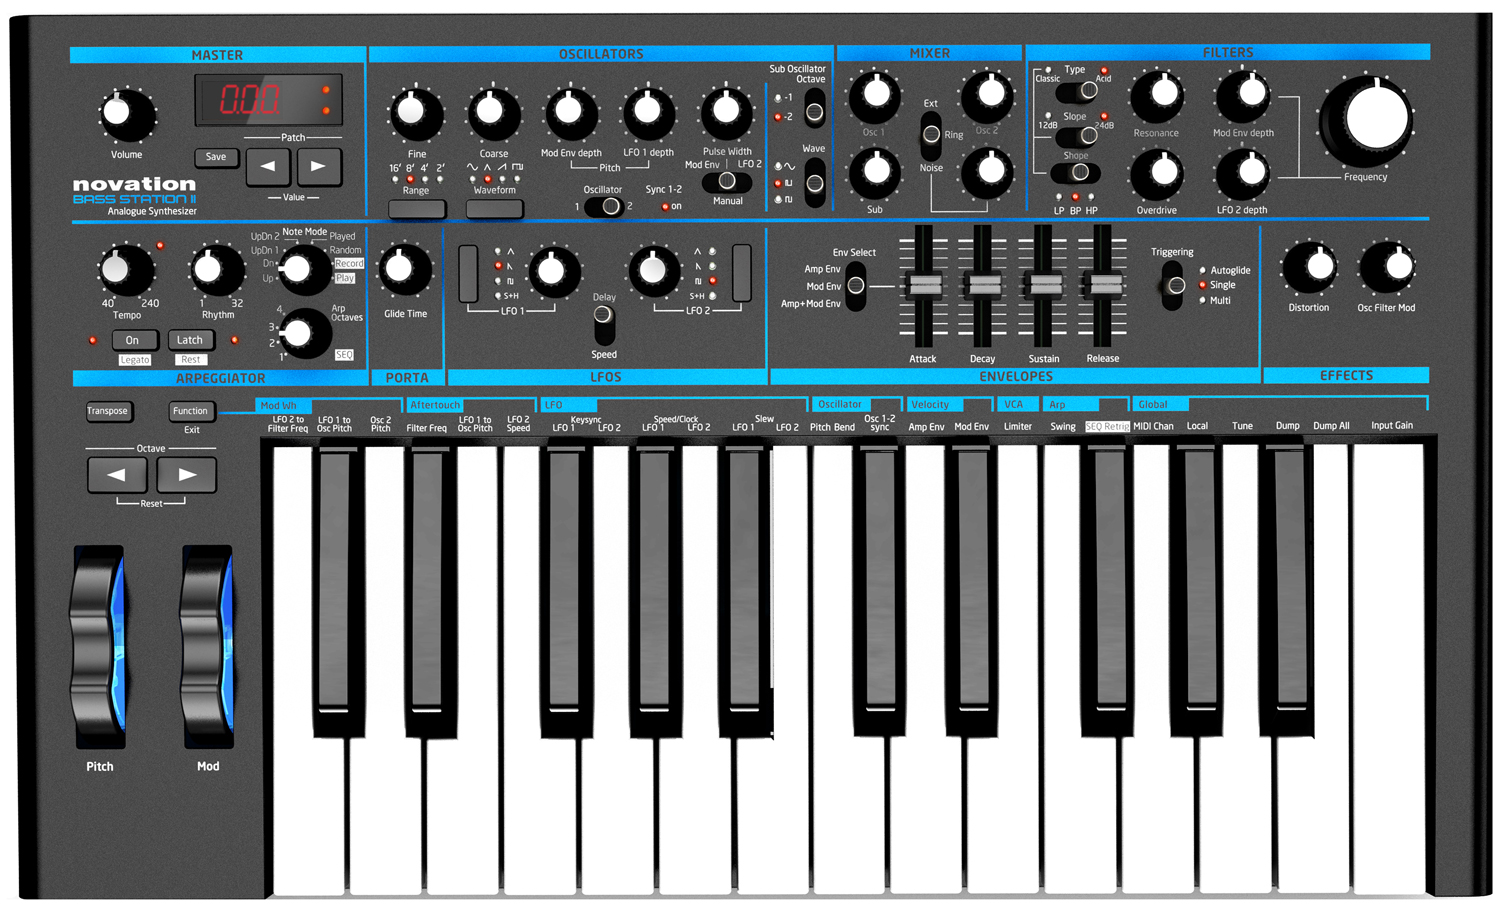 MASTER
OSCILLATORS
MIXER
FILTERS
0.0.0.
Volume
Patch
Save
Value
novation
BASS STATION II
Analogue Synthesizer
Fine
Coarse
Mod Env depth
LFO 1 depth
Pitch
Pulse Width
Mod Env
LFO 2
Manual
16' 8' 4' 2'
Range
Waveform
Oscillator
1
2
Sync 1-2
on
Sub Oscillator
Octave
-1
-2
Wave
Osc 1
Osc 2
Ext
Ring
Noise
Sub
Type
Classic
Acid
Slope
12dB
24dB
Shape
LP BP HP
Resonance
Mod Env depth
Overdrive
LFO 2 depth
Frequency
40
240
Tempo
1
32
Rhythm
Note Mode
UpDn 2
UpDn 1
Dn
Up
Played
Random
Record
Play
Arp
Octaves
4
3
2
1
SEQ
On
Legato
Latch
Rest
Glide Time
S+H
LFO 1
Delay
Speed
S+H
LFO 2
Env Select
Amp Env
Mod Env
Amp+Mod Env
Attack
Decay
Sustain
Release
Triggering
Autoglide
Single
Multi
Distortion
Osc Filter Mod
ARPEGGIATOR
PORTA
LFOS
ENVELOPES
EFFECTS
Transpose
Function
Exit
Octave
Reset
Mod Wh
LFO 2 to
Filter Freq
LFO 1 to
Osc Pitch
Osc 2
Pitch
Aftertouch
Filter Freq
LFO 1 to
Osc Pitch
LFO 2
Speed
LFO
Keysync
LFO 1
LFO 2
Speed/Clock
LFO 1
LFO 2
Slew
LFO 1
LFO 2
Oscillator
Pitch Bend
Osc 1-2
sync
Velocity
Amp Env
Mod Env
VCA
Limiter
Arp
Swing
SEQ Retrig
Global
MIDI Chan
Local
Tune
Dump
Dump All
Input Gain
Pitch
Mod